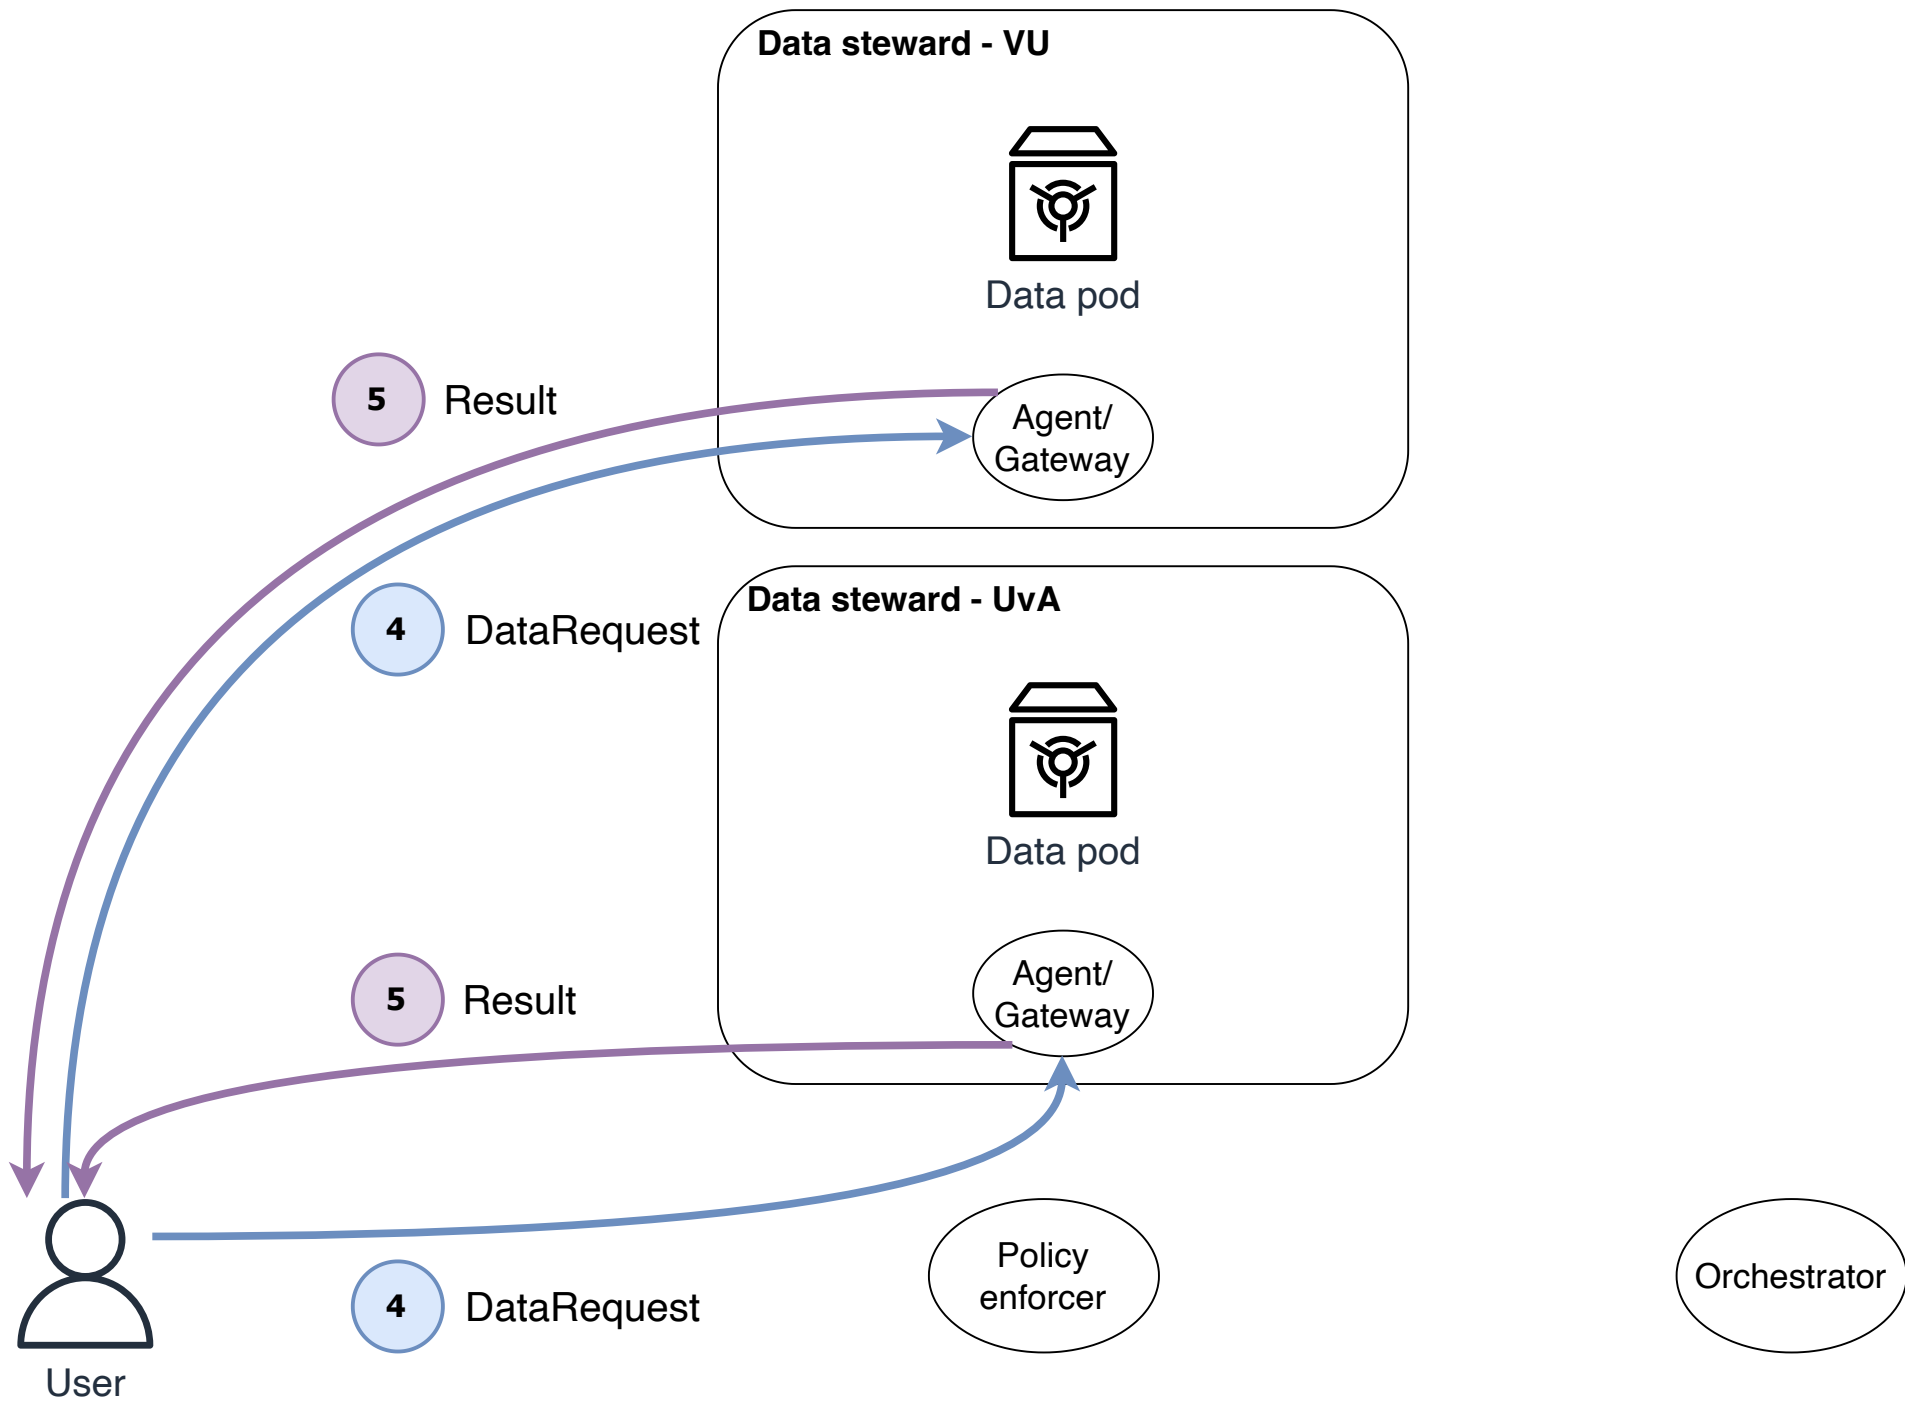 Data steward - VU
Data pod
5 Result
Agent/
Gateway
4 DataRequest
Data steward - UvA
Data pod
5 Result
Agent/
Gateway
4 DataRequest
Policy
enforcer
Orchestrator
User